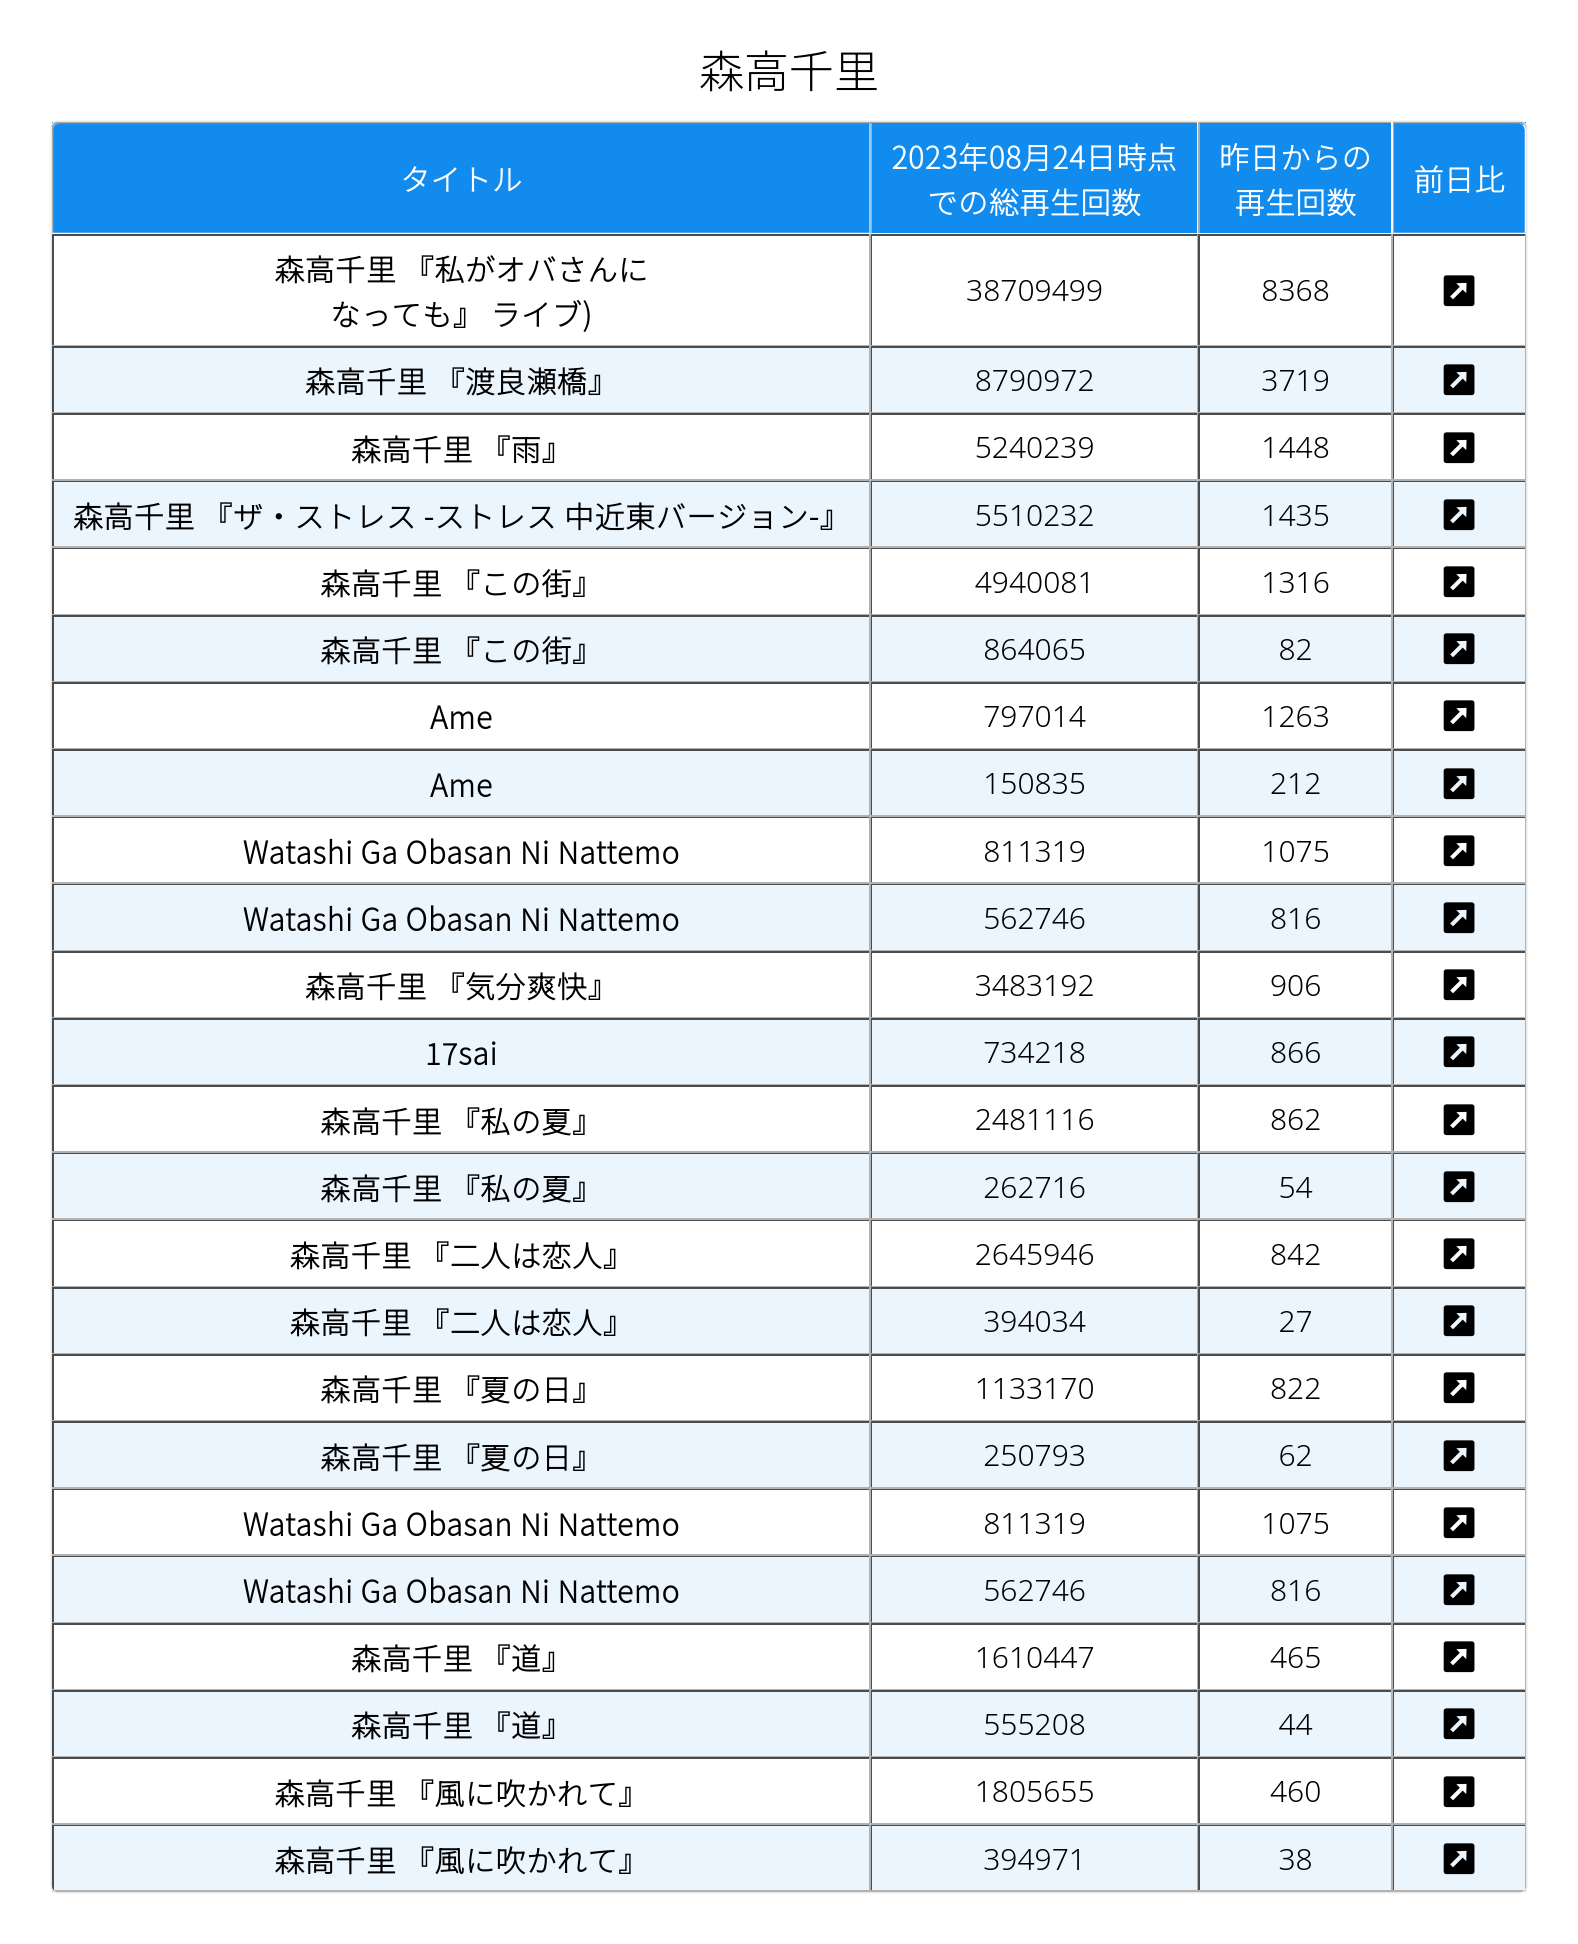 森高千里
タイトル 2023年08月24日時点 での総再生回数 昨日からの 再生回数 前日比
森高千里 『私がオバさんに なっても』 ライブ) 38709499 8368
森高千里 『渡良瀬橋』 8790972 3719
森高千里 『雨』 5240239 1448
森高千里 『ザ・ストレス -ストレス 中近東バージョン-』 5510232 1435
森高千里 『この街』 4940081 1316
森高千里 『この街』 864065 82
Ame 797014 1263
Ame 150835 212
Watashi Ga Obasan Ni Nattemo 811319 1075
Watashi Ga Obasan Ni Nattemo 562746 816
森高千里 『気分爽快』 3483192 906
17sai 734218 866
森高千里 『私の夏』 2481116 862
森高千里 『私の夏』 262716 54
森高千里 『二人は恋人』 2645946 842
森高千里 『二人は恋人』 394034 27
森高千里 『夏の日』 1133170 822
森高千里 『夏の日』 250793 62
Watashi Ga Obasan Ni Nattemo 811319 1075
Watashi Ga Obasan Ni Nattemo 562746 816
森高千里 『道』 1610447 465
森高千里 『道』 555208 44
森高千里 『風に吹かれて』 1805655 460
森高千里 『風に吹かれて』 394971 38